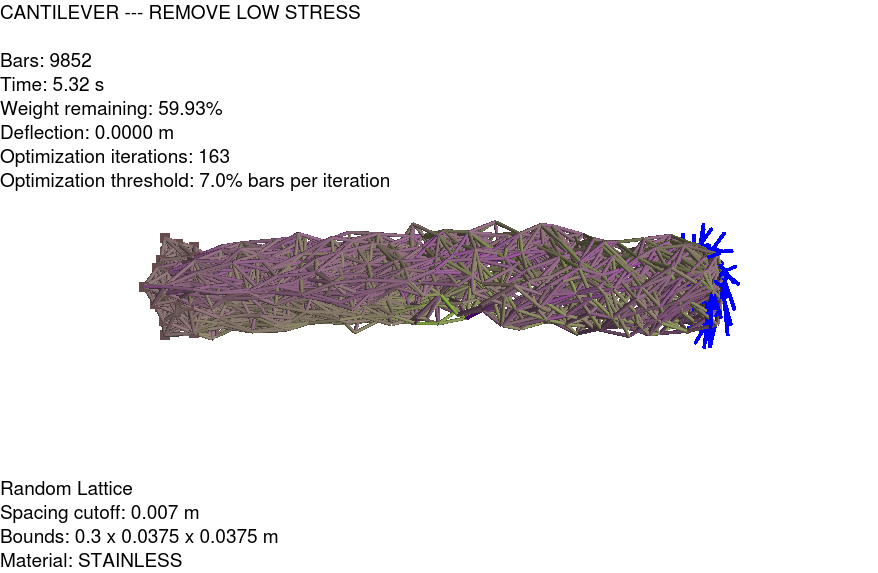 CANTILEVER --- REMOVE LOW STRESS
Bars: 9852
Time: 5.32 s
Weight remaining: 59.93%
Deflection: 0.0000 m
Optimization iterations: 163
Optimization threshold: 7.0% bars per iteration
Random Lattice
Spacing cutoff: 0.007 m
Bounds: 0.3 x 0.0375 x 0.0375 m
Material: STAINLESS